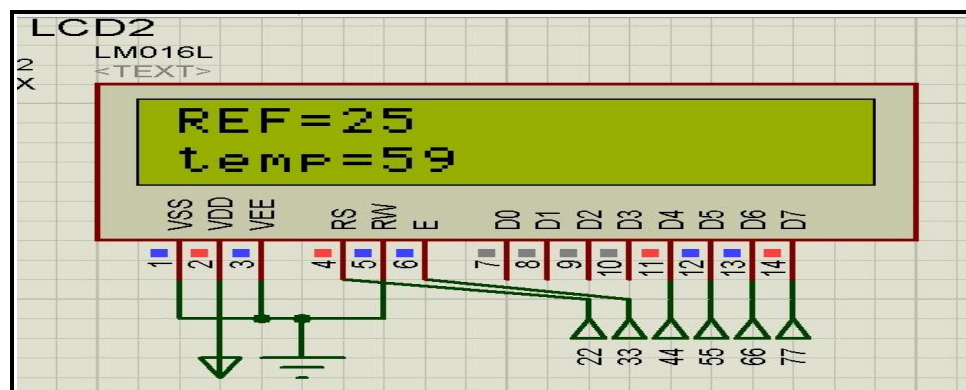 LCD2
LM016L
<TEXT>
2
X
REF=25
temp=59
VSS VDD VEE RS RW E D0 D1 D2 D3 D4 D5 D6 D7
1 2 3 4 5 6 7 8 9 10 11 12 13 14
22 33 44 55 66 77